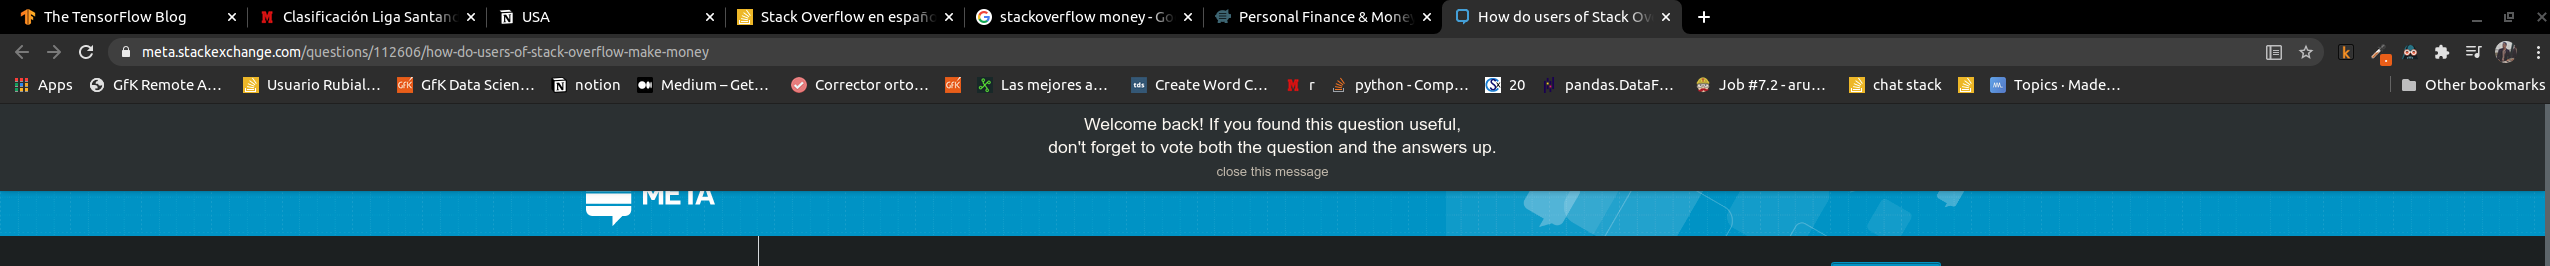 The TensorFlow Blog
Clasificación Liga Santand
USA
Stack Overflow en españo
stackoverflow money - Go
Personal Finance & Money
How do users of Stack Ov
meta.stackexchange.com/questions/112606/how-do-users-of-stack-overflow-make-money
Apps
GfK Remote A…
Usuario Rubial…
GfK Data Scien…
notion
Medium – Get…
Corrector orto…
Las mejores a…
Create Word C…
r
python - Comp…
20
pandas.DataF…
Job #7.2 - aru…
chat stack
Topics · Made…
Other bookmarks
Welcome back! If you found this question useful,
don't forget to vote both the question and the answers up.
close this message
META